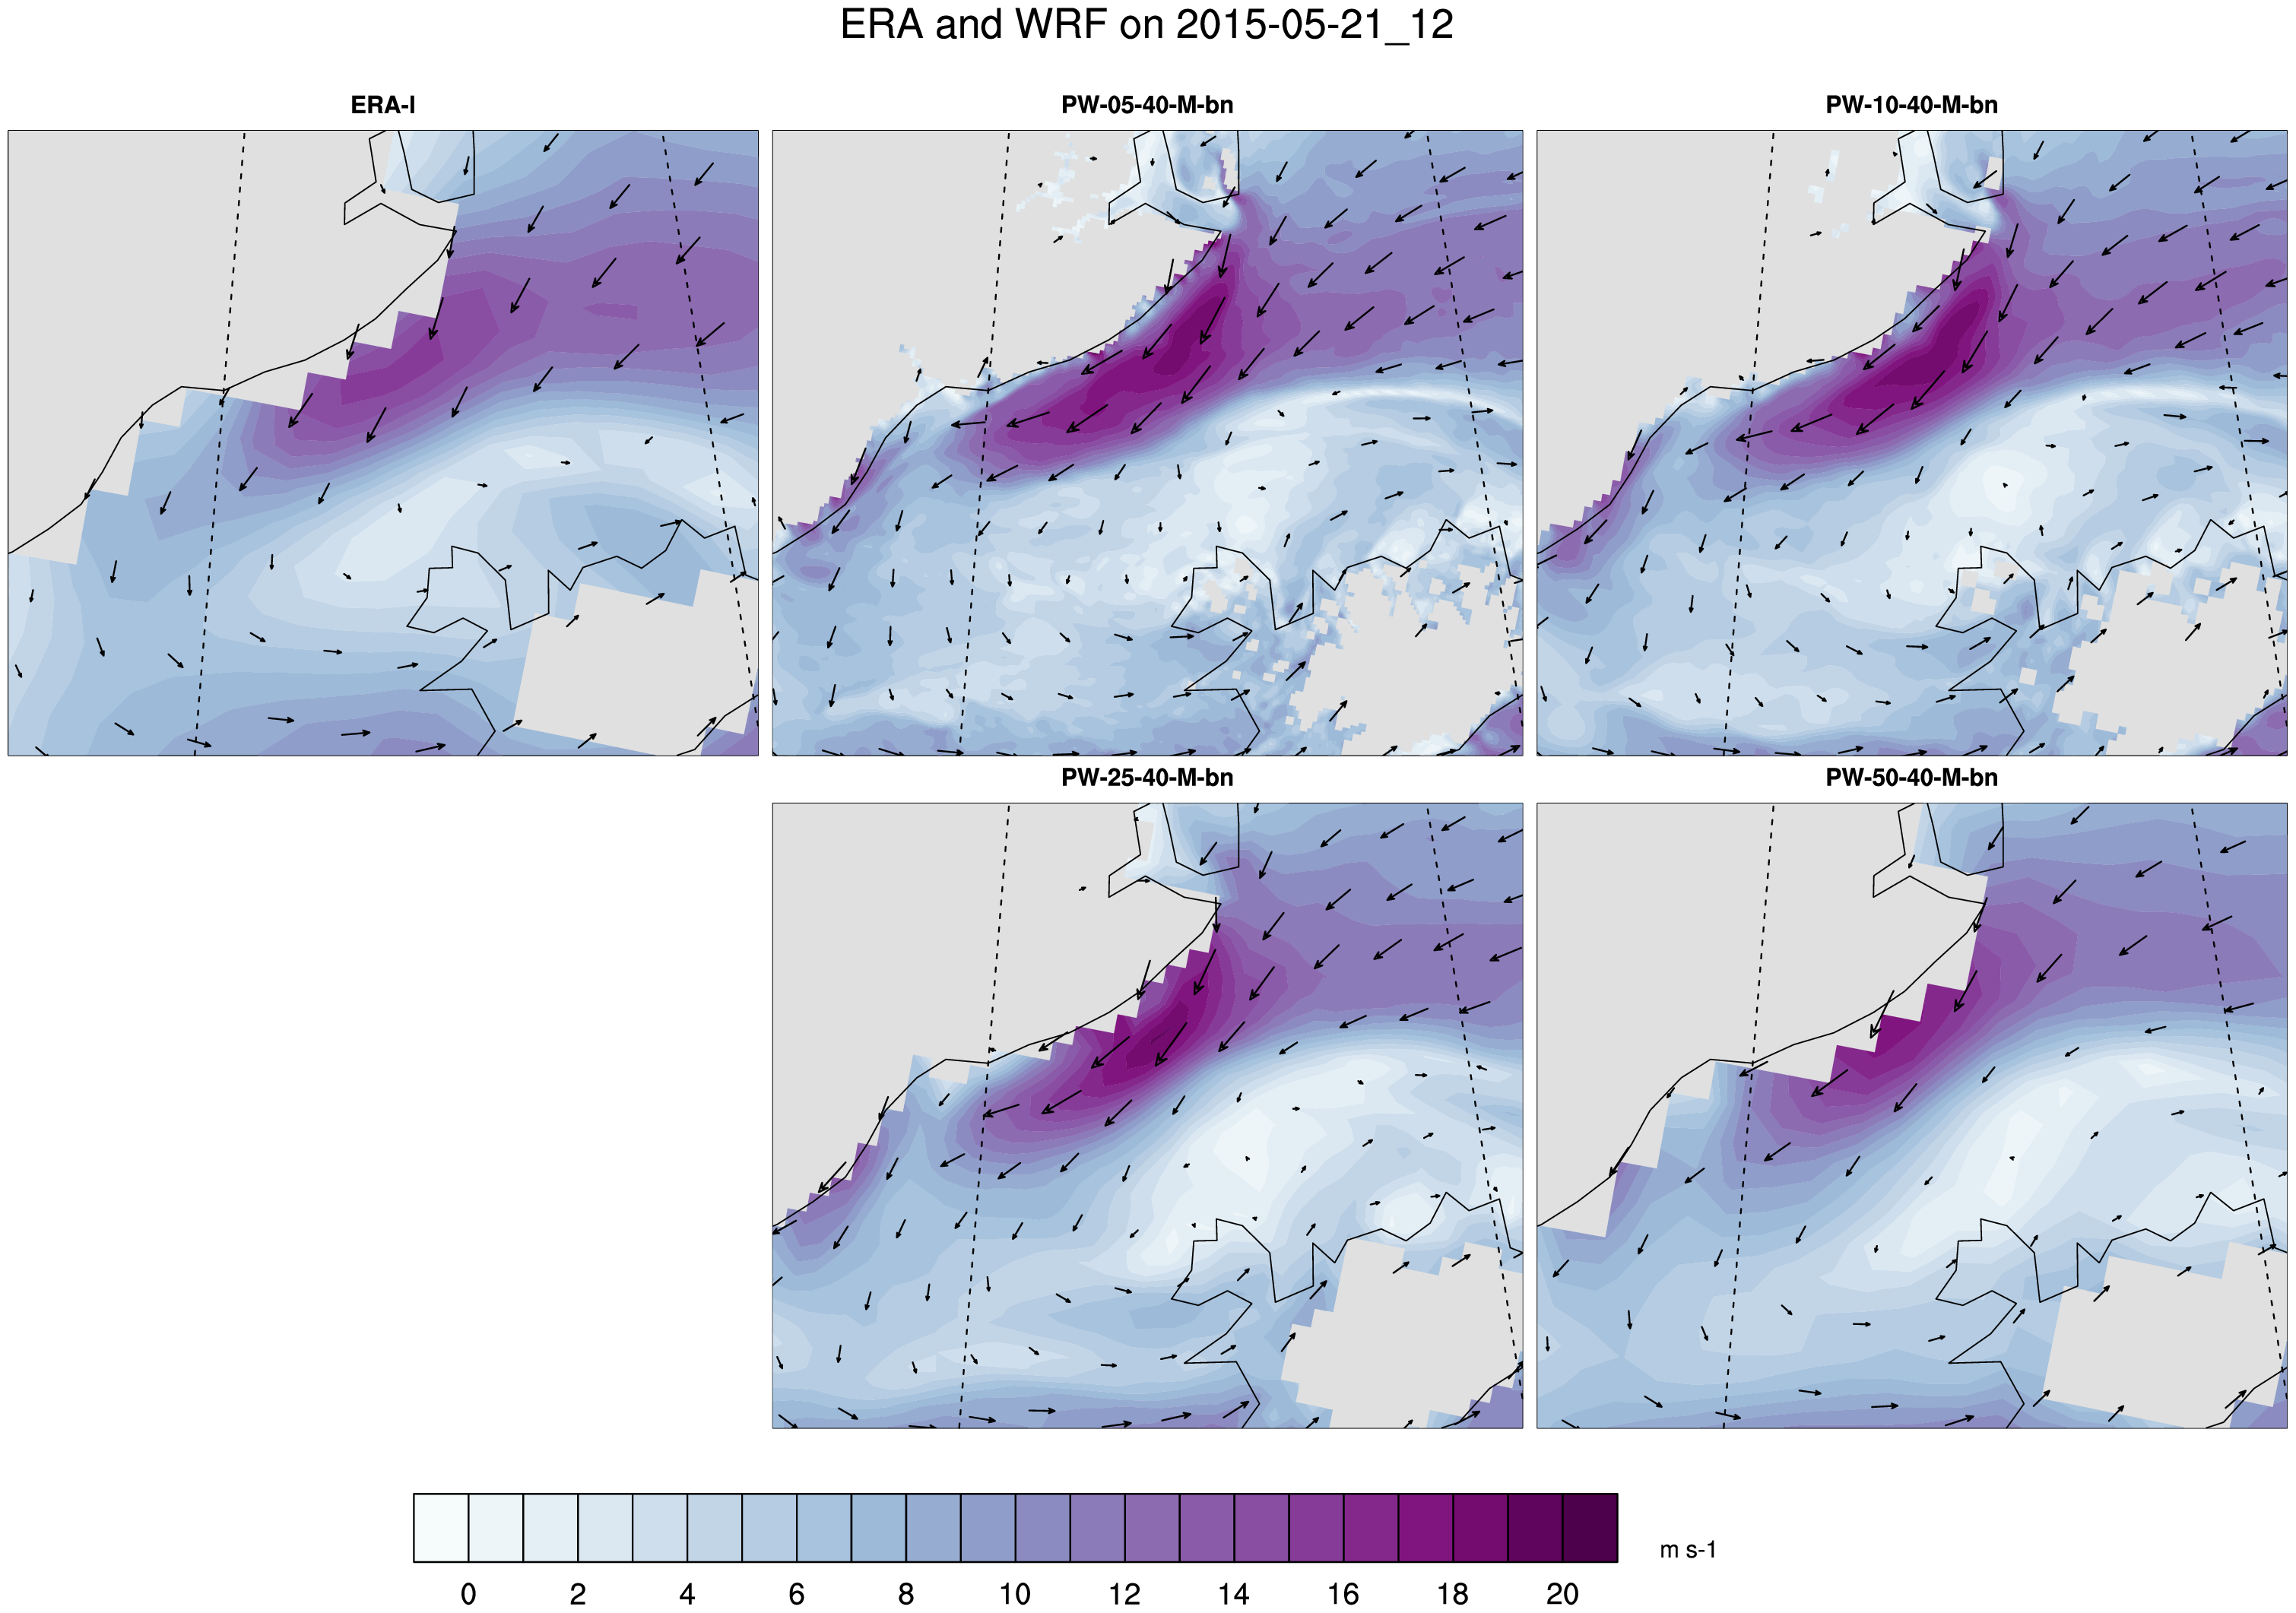 ERA and WRF on 2015-05-21_12
ERA-I
PW-05-40-M-bn
PW-10-40-M-bn
PW-25-40-M-bn
PW-50-40-M-bn
0 2 4 6 8 10 12 14 16 18 20
m s-1